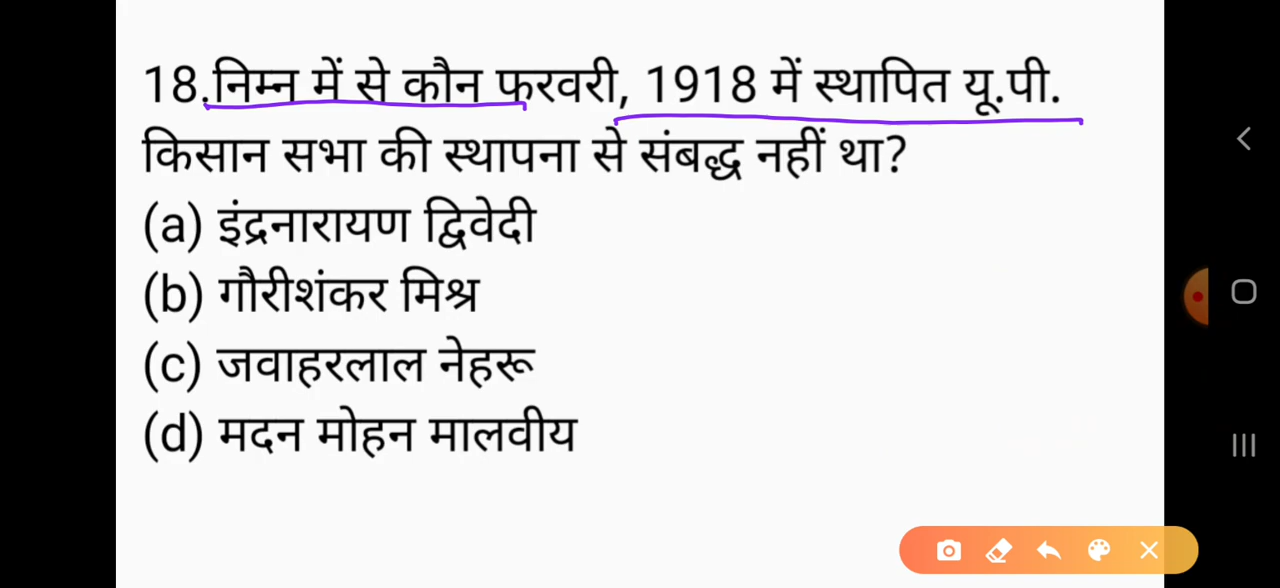 18.निम्न में से कौन फरवरी, 1918 में स्थापित यू.पी.
किसान सभा की स्थापना से संबद्ध नहीं था?
(a) इंद्रनारायण द्विवेदी
(b) गौरीशंकर मिश्र
(c) जवाहरलाल नेहरू
(d) मदन मोहन मालवीय